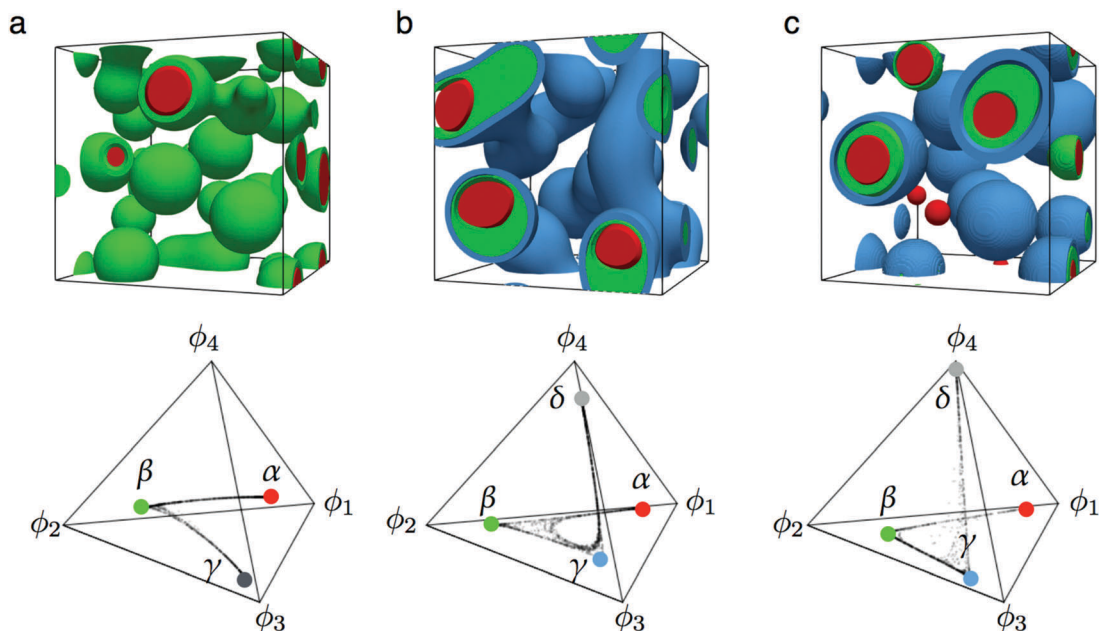 a b c
ϕ4 ϕ4 ϕ4
δ δ
β α β α β α
ϕ2 ϕ1 ϕ2 ϕ1 ϕ2 ϕ1
γ γ γ
ϕ3 ϕ3 ϕ3